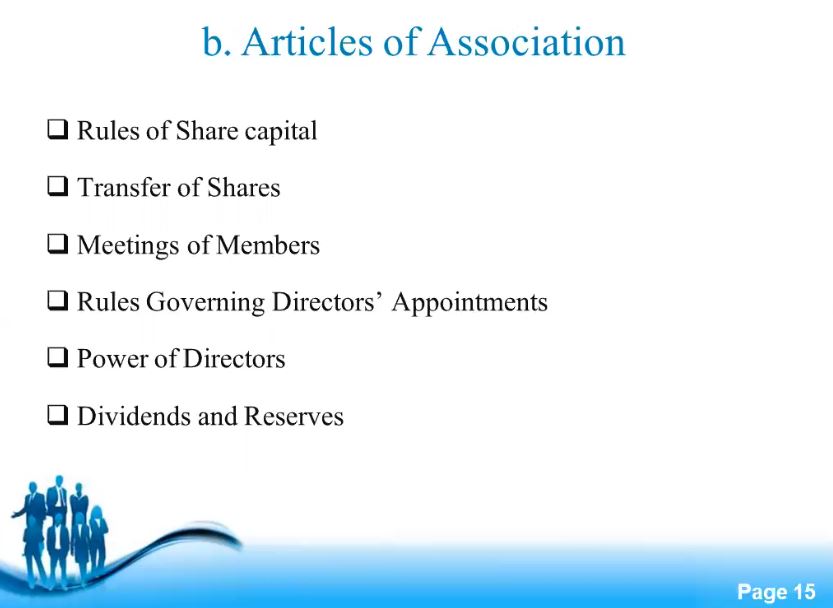 b. Articles of Association
❑ Rules of Share capital
❑ Transfer of Shares
❑ Meetings of Members
❑ Rules Governing Directors’ Appointments
❑ Power of Directors
❑ Dividends and Reserves
Page 15